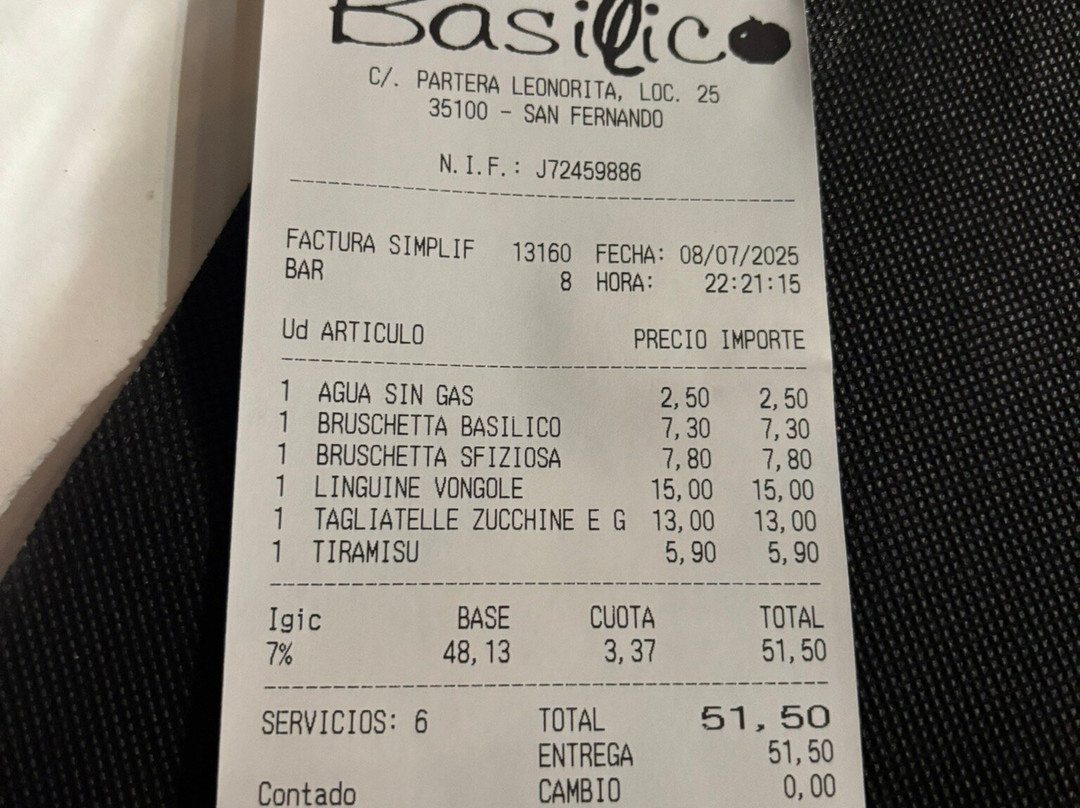 Basilico
C/. PARTERA LEONORITA, LOC. 25
35100 - SAN FERNANDO
N.I.F.: J72459886
FACTURA SIMPLIF 13160 FECHA: 08/07/2025
BAR 8 HORA: 22:21:15
Ud ARTICULO PRECIO IMPORTE
1 AGUA SIN GAS 2,50 2,50
1 BRUSCHETTA BASILICO 7,30 7,30
1 BRUSCHETTA SFIZIOSA 7,80 7,80
1 LINGUINE VONGOLE 15,00 15,00
1 TAGLIATELLE ZUCCHINE E G 13,00 13,00
1 TIRAMISU 5,90 5,90
Igic BASE CUOTA TOTAL
7% 48,13 3,37 51,50
SERVICIOS: 6 TOTAL 51,50
ENTREGA 51,50
Contado CAMBIO 0,00